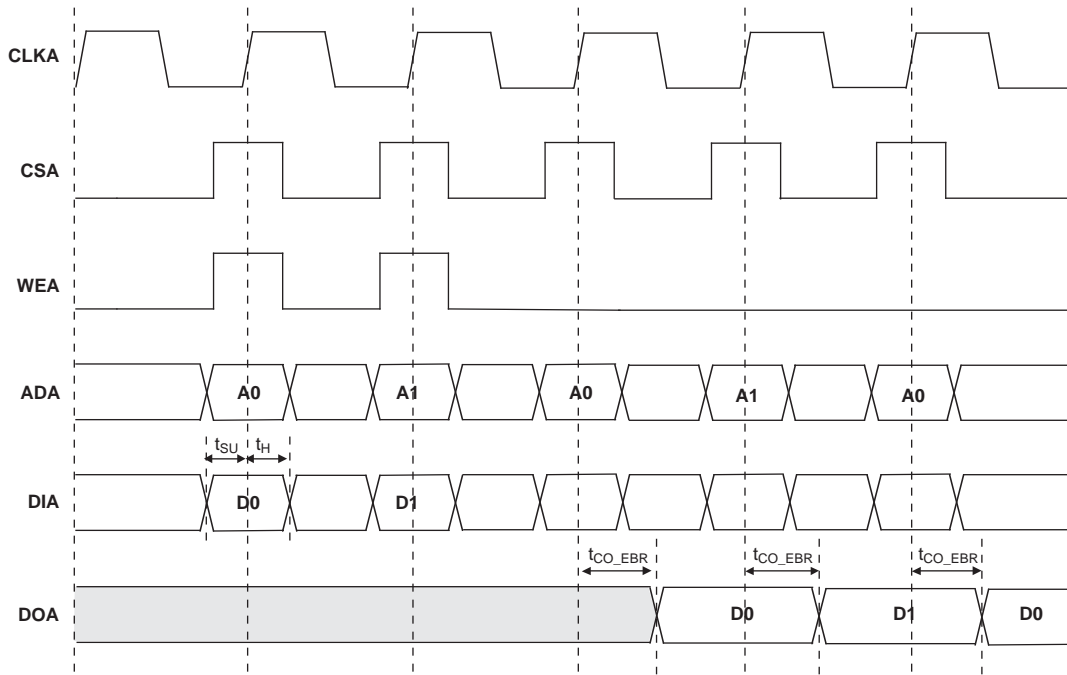 CLKA
CSA
WEA
ADA A0 A1 A0 A1 A0
tSU tH
DIA D0 D1
tCO_EBR tCO_EBR tCO_EBR
DOA D0 D1 D0